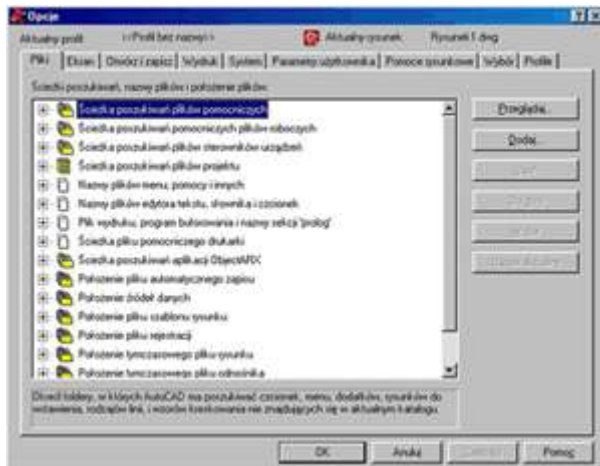 Opcje
Aktualny profil: <<Profil bez nazwy>> Aktualny rysunek: Rysunek1.dwg
Pliki Ekran Otwórz i zapisz Wydruk System Parametry użytkownika Pomoce rysunkowe Wybór Profile
Ścieżki poszukiwań, nazwy plików i położenie plików:
Ścieżka poszukiwań plików pomocniczych
Ścieżka poszukiwań pomocniczych plików roboczych
Ścieżka poszukiwań plików sterowników urządzeń
Ścieżka poszukiwań plików projektu
Nazwy plików menu, pomocy i innych
Nazwy plików edytora tekstu, słownika i czcionek
Plik wydruku, program buforowania i nazwy sekcji 'prolog'
Ścieżka pliku pomocniczego drukarki
Ścieżka poszukiwań aplikacji ObjectARX
Położenie pliku automatycznego zapisu
Położenie źródeł danych
Położenie pliku szablonu rysunku
Położenie pliku rejestracji
Położenie tymczasowego pliku rysunku
Położenie tymczasowego pliku odnośnika
Przeglądaj...
Dodaj...
Określ foldery, w których AutoCAD ma poszukiwać czcionek, menu, dodatków, rysunków do
wstawienia, rodzajów linii, i wzorów kreskowania nie znajdujących się w aktualnym katalogu.
OK Anuluj Pomoc